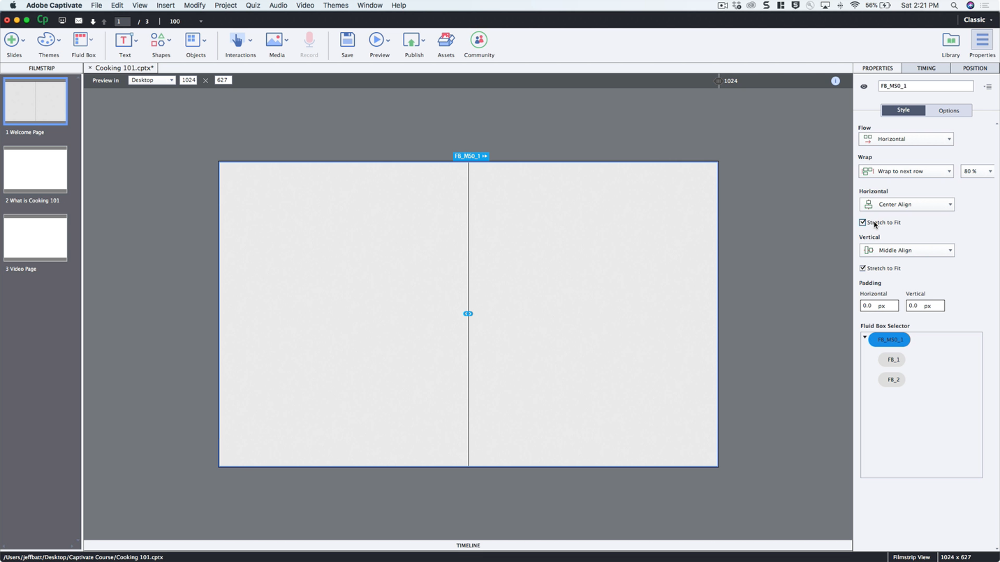 Adobe Captivate File Edit View Insert Modify Project Quiz Audio Video Themes Window Help 56% Sat 2:21 PM
Cp 1 / 3 100 Classic
Slides Themes Fluid Box Text Shapes Objects Interactions Media Record Save Preview Publish Assets Community Library Properties
FILMSTRIP × Cooking 101.cptx* PROPERTIES TIMING POSITION
Preview in Desktop 1024 627 1024
FB_MS0_1
Style Options
1 Welcome Page
2 What is Cooking 101
3 Video Page
FB_MS0_1
Flow
Horizontal
Wrap
Wrap to next row 80 %
Horizontal
Center Align
Stretch to Fit
Vertical
Middle Align
Stretch to Fit
Padding
Horizontal Vertical
0.0 px 0.0 px
Fluid Box Selector
FB_MS0_1
FB_1
FB_2
TIMELINE
/Users/jeffbatt/Desktop/Captivate Course/Cooking 101.cptx Filmstrip View 1024 x 627